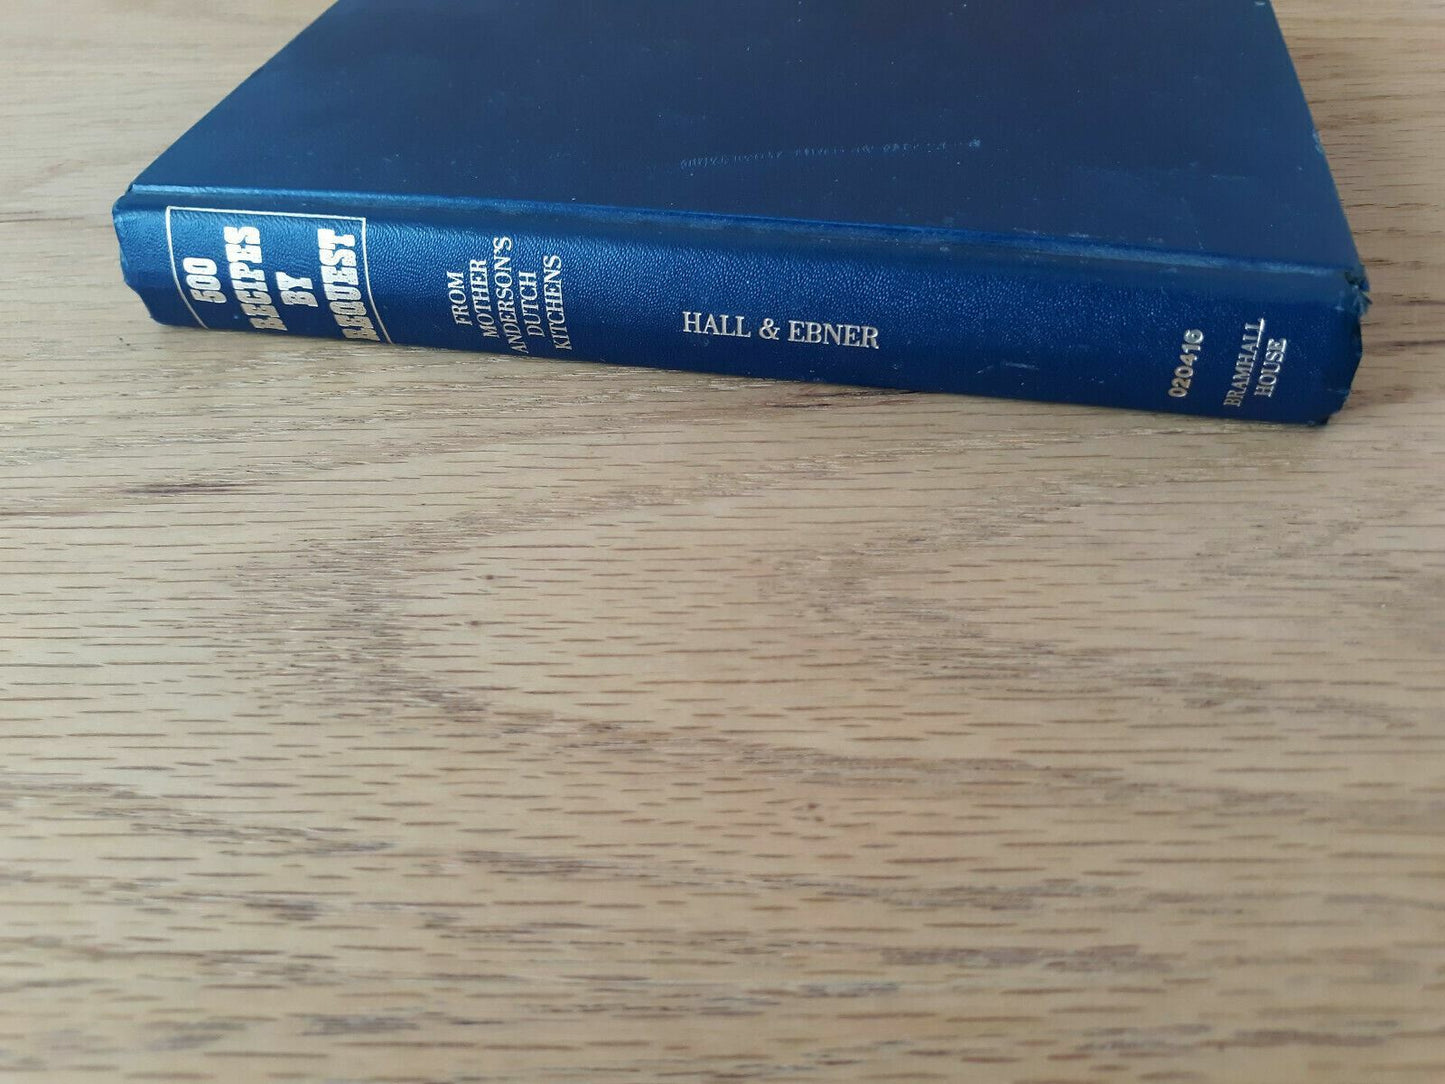 500
RECIPES
BY
REQUEST
FROM
MOTHER
ANDERSON'S
DUTCH
KITCHENS
HALL & EBNER
020416
BRAMHALL
HOUSE